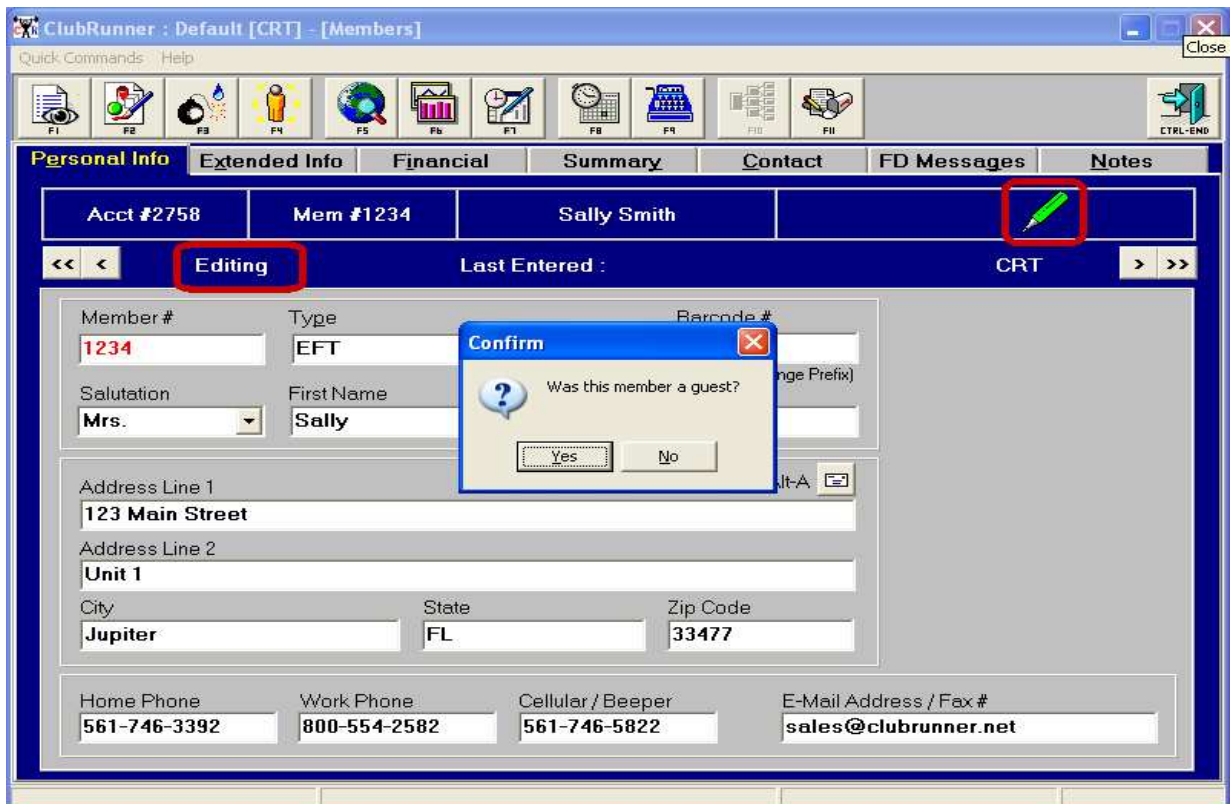 ClubRunner : Default [CRT] - [Members]
Close
Quick Commands Help
F1 F2 F3 F4 F5 F6 F7 F8 F9 F10 F11 CTRL-END
Personal Info Extended Info Financial Summary Contact FD Messages Notes
Acct #2758 Mem #1234 Sally Smith
<< < Editing Last Entered : CRT > >>
Member # Type Barcode #
1234 EFT
Confirm
Was this member a guest?
Yes No
nge Prefix)
Salutation First Name
Mrs. Sally
Address Line 1 Alt-A
123 Main Street
Address Line 2
Unit 1
City State Zip Code
Jupiter FL 33477
Home Phone Work Phone Cellular / Beeper E-Mail Address / Fax #
561-746-3392 800-554-2582 561-746-5822 sales@clubrunner.net